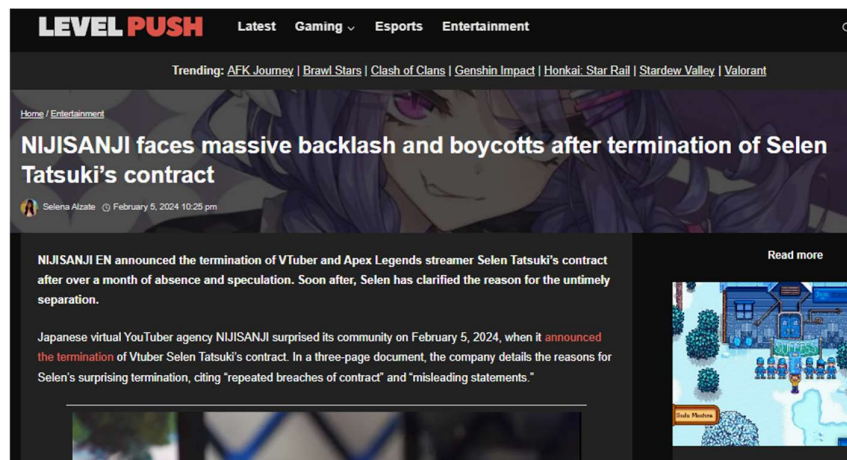 LEVEL PUSH
Latest Gaming Esports Entertainment
Trending: AFK Journey | Brawl Stars | Clash of Clans | Genshin Impact | Honkai: Star Rail | Stardew Valley | Valorant
Home / Entertainment
NIJISANJI faces massive backlash and boycotts after termination of Selen
Tatsuki's contract
Selena Alzate February 5, 2024 10:25 pm
NIJISANJI EN announced the termination of VTuber and Apex Legends streamer Selen Tatsuki's contract
after over a month of absence and speculation. Soon after, Selen has clarified the reason for the untimely
separation.
Japanese virtual YouTuber agency NIJISANJI surprised its community on February 5, 2024, when it announced
the termination of Vtuber Selen Tatsuki's contract. In a three-page document, the company details the reasons for
Selen's surprising termination, citing “repeated breaches of contract” and “misleading statements.”
Read more